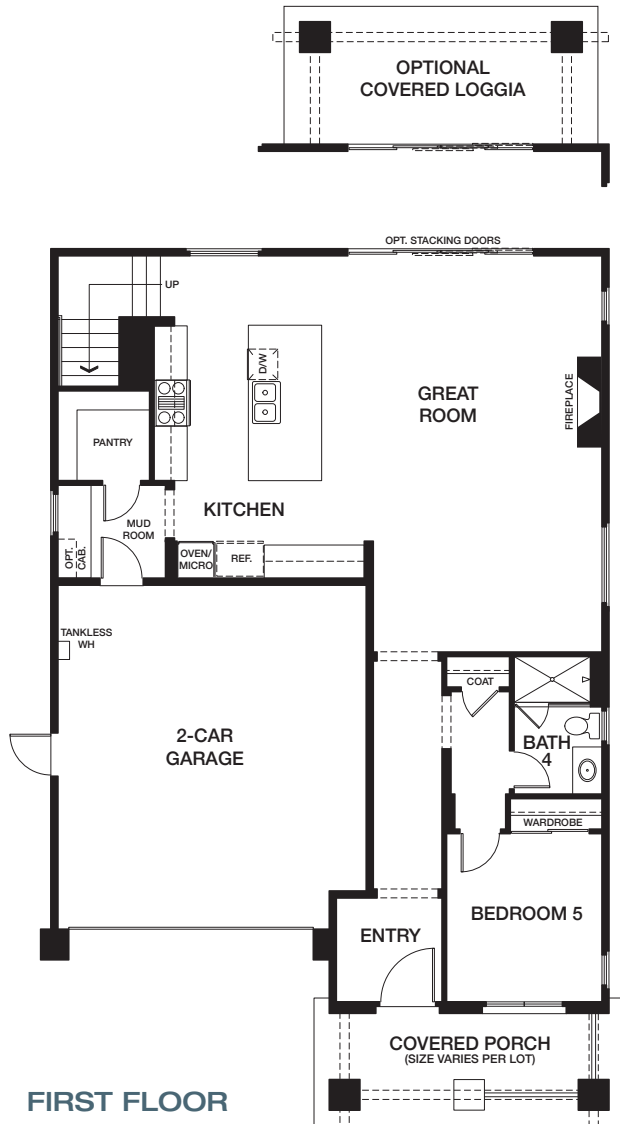 OPTIONAL
COVERED LOGGIA
OPT. STACKING DOORS
UP
D/W
GREAT
ROOM
FIREPLACE
PANTRY
KITCHEN
MUD
ROOM
OPT.
CAB.
OVEN/
MICRO
REF.
TANKLESS
WH
COAT
2-CAR
GARAGE
BATH
4
WARDROBE
BEDROOM 5
ENTRY
COVERED PORCH
(SIZE VARIES PER LOT)
FIRST FLOOR